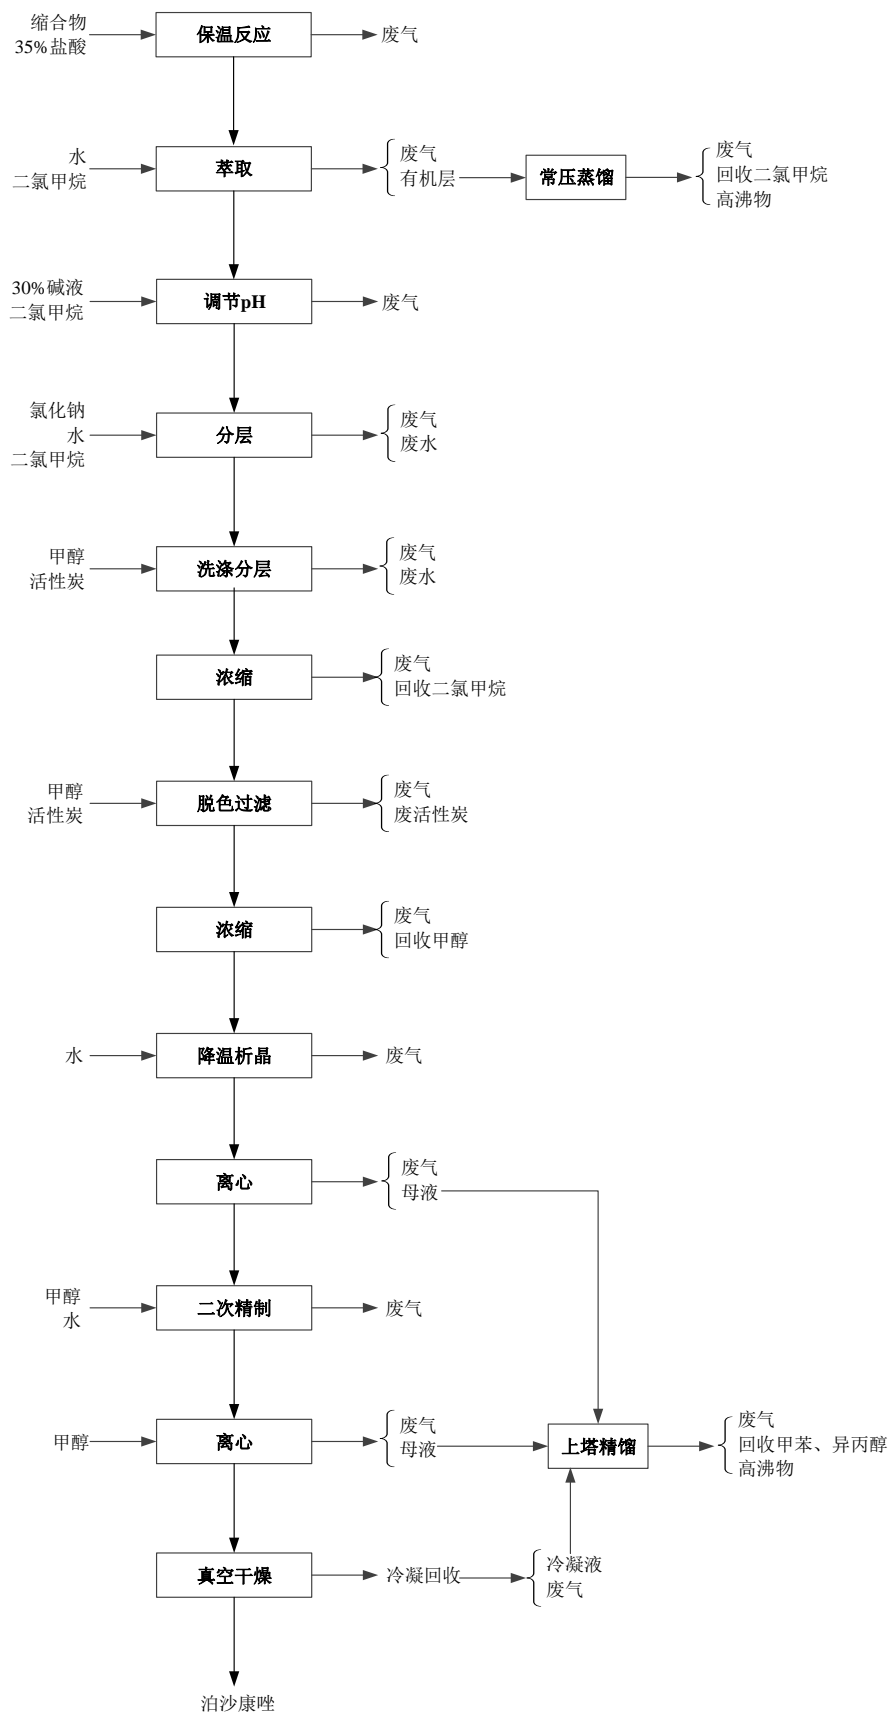 缩合物
35%盐酸
保温反应
废气
水
二氯甲烷
萃取
废气
有机层
常压蒸馏
废气
回收二氯甲烷
高沸物
30%碱液
二氯甲烷
调节pH
废气
氯化钠
水
二氯甲烷
分层
废气
废水
甲醇
活性炭
洗涤分层
废气
废水
浓缩
废气
回收二氯甲烷
甲醇
活性炭
脱色过滤
废气
废活性炭
浓缩
废气
回收甲醇
水
降温析晶
废气
离心
废气
母液
甲醇
水
二次精制
废气
甲醇
离心
废气
母液
上塔精馏
废气
回收甲苯、异丙醇
高沸物
真空干燥
冷凝回收
冷凝液
废气
泊沙康唑